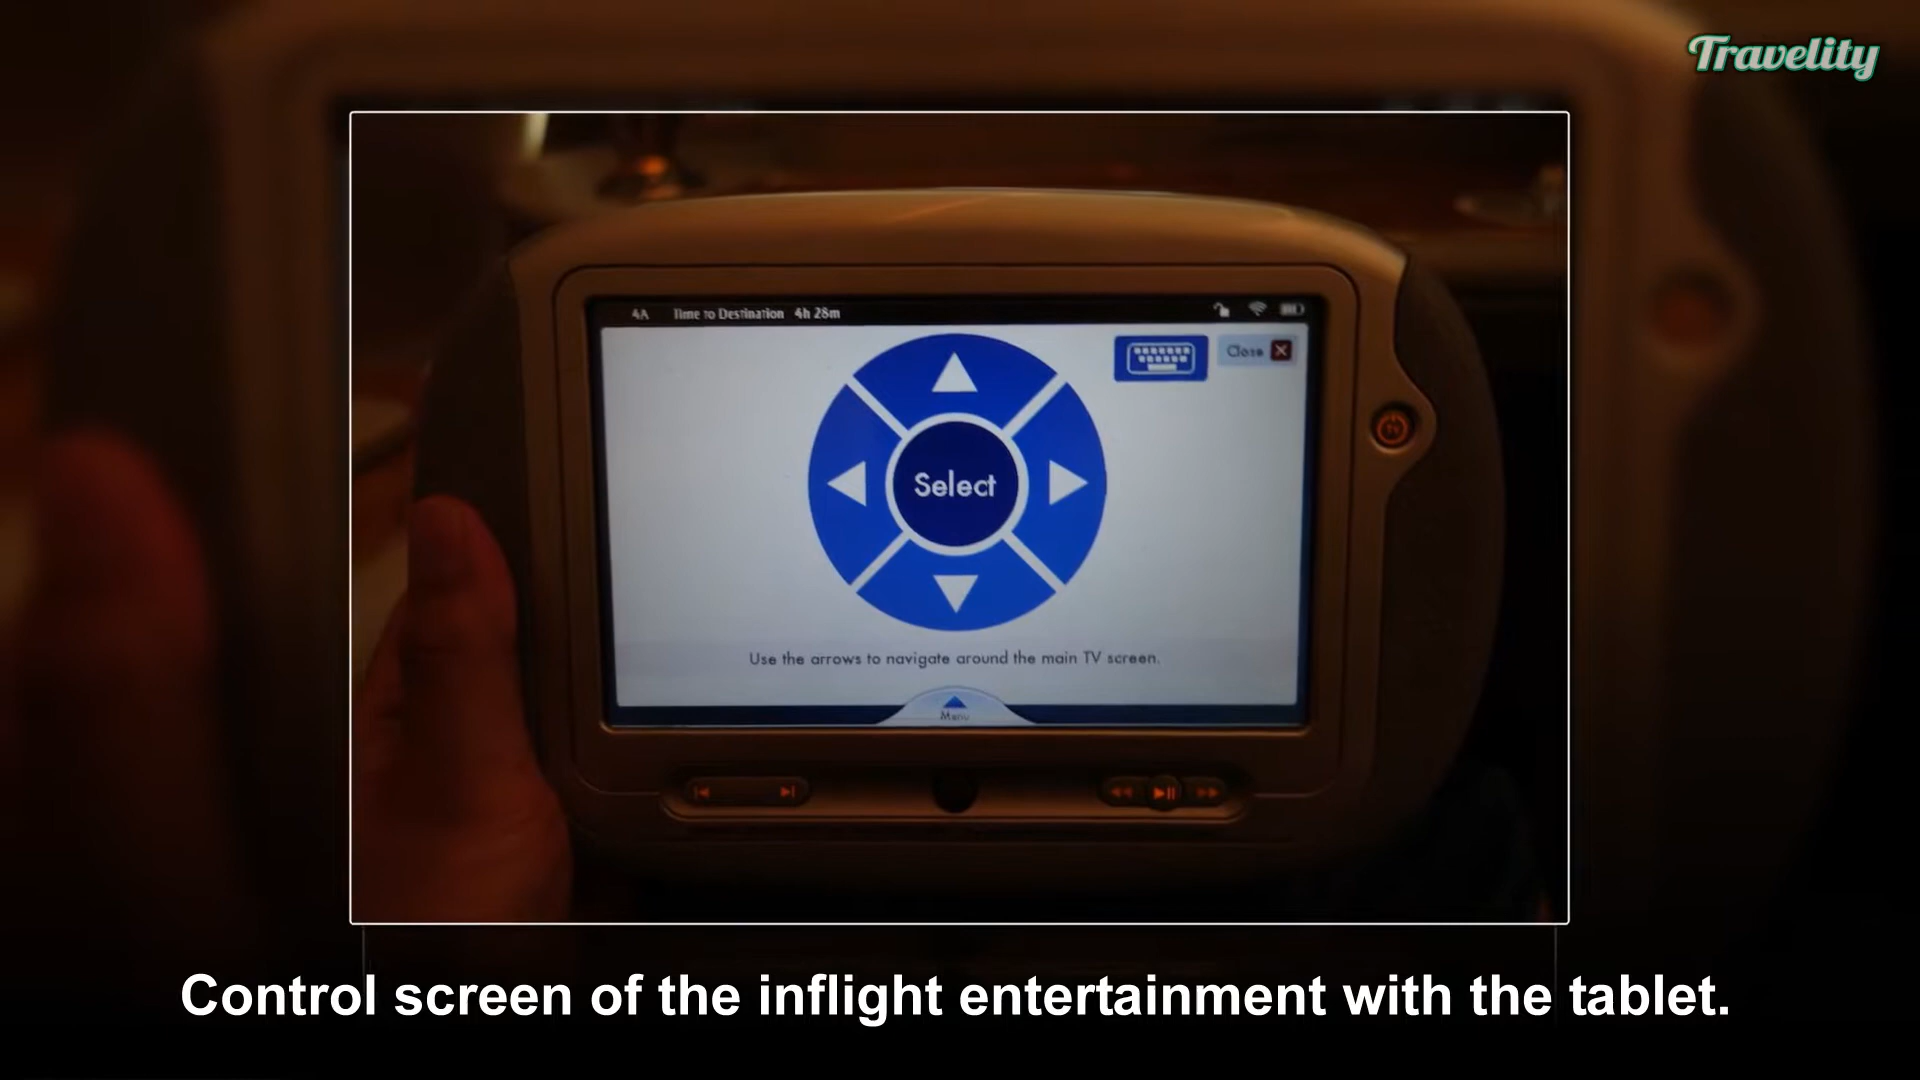 Travelity
4A Time to Destination 4h 28m
Close
Select
Use the arrows to navigate around the main TV screen.
Menu
TV
Control screen of the inflight entertainment with the tablet.